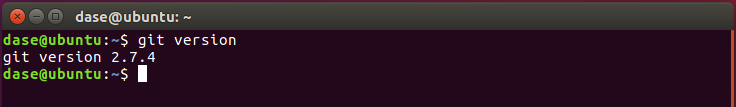 dase@ubuntu: ~
dase@ubuntu:~$ git version
git version 2.7.4
dase@ubuntu:~$